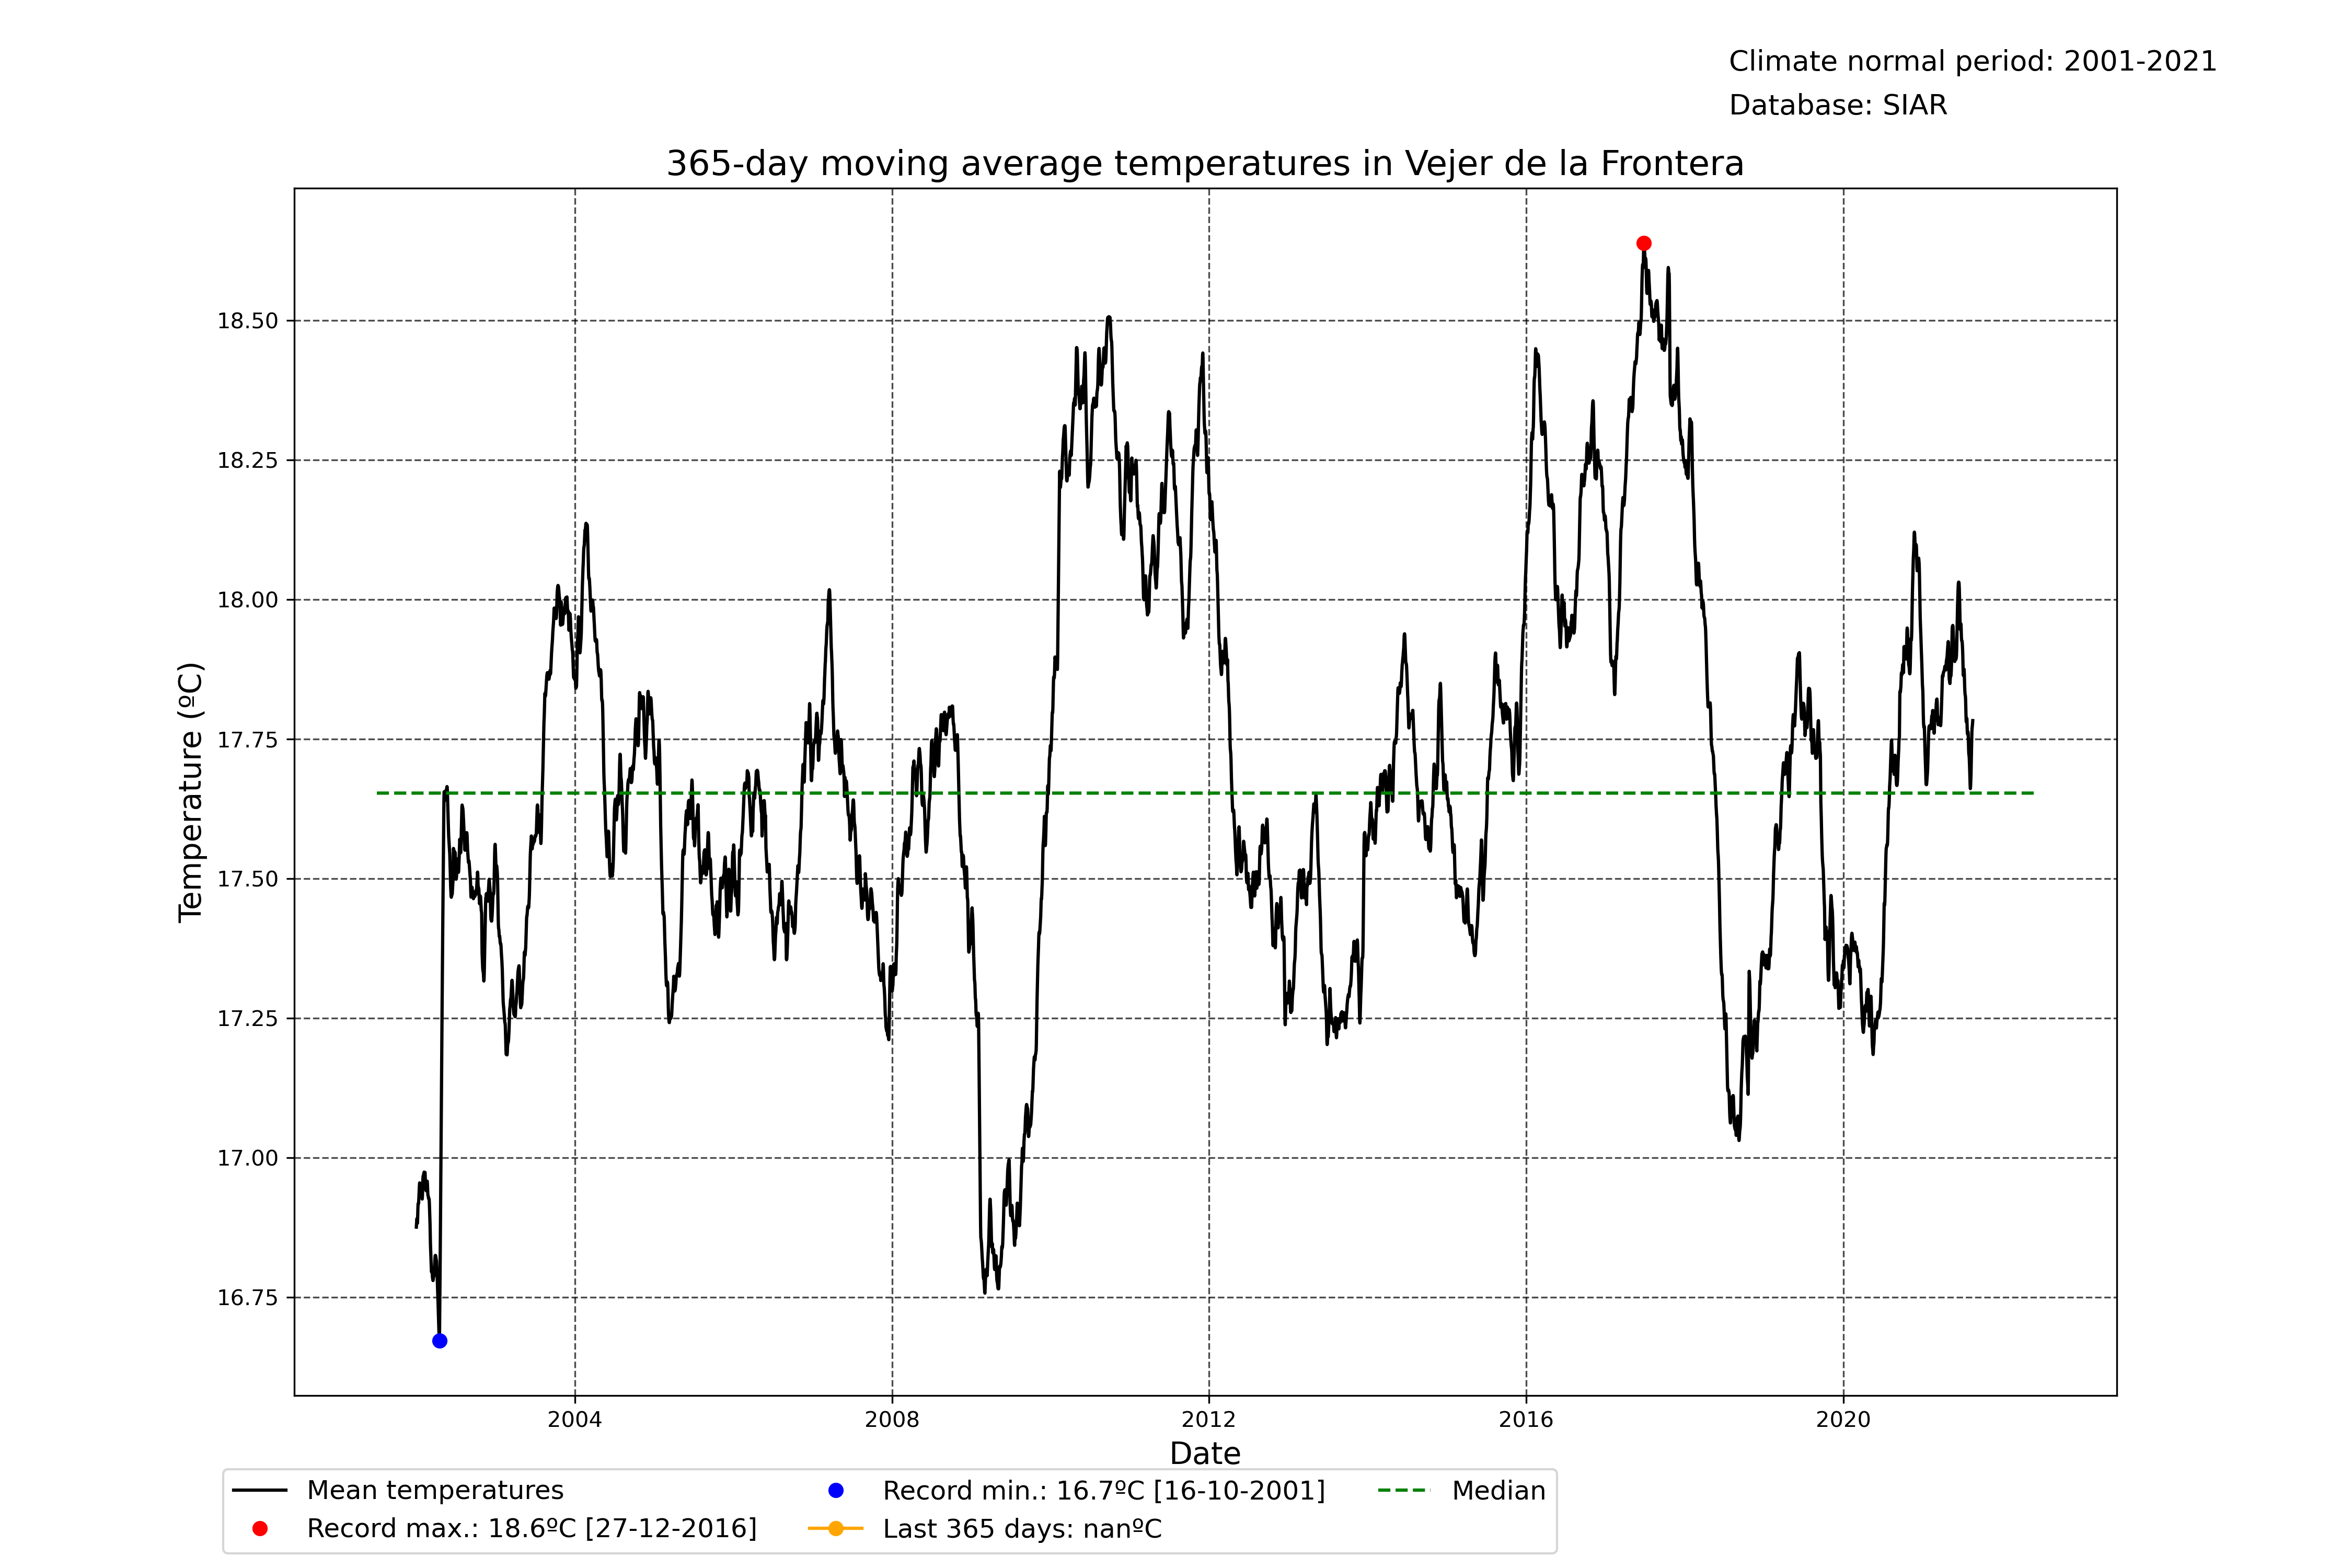 Climate normal period: 2001-2021
Database: SIAR
365-day moving average temperatures in Vejer de la Frontera
Temperature (ºC)
18.50
18.25
18.00
17.75
17.50
17.25
17.00
16.75
2004 2008 2012 2016 2020
Date
Mean temperatures Record min.: 16.7ºC [16-10-2001] Median
Record max.: 18.6ºC [27-12-2016] Last 365 days: nanºC